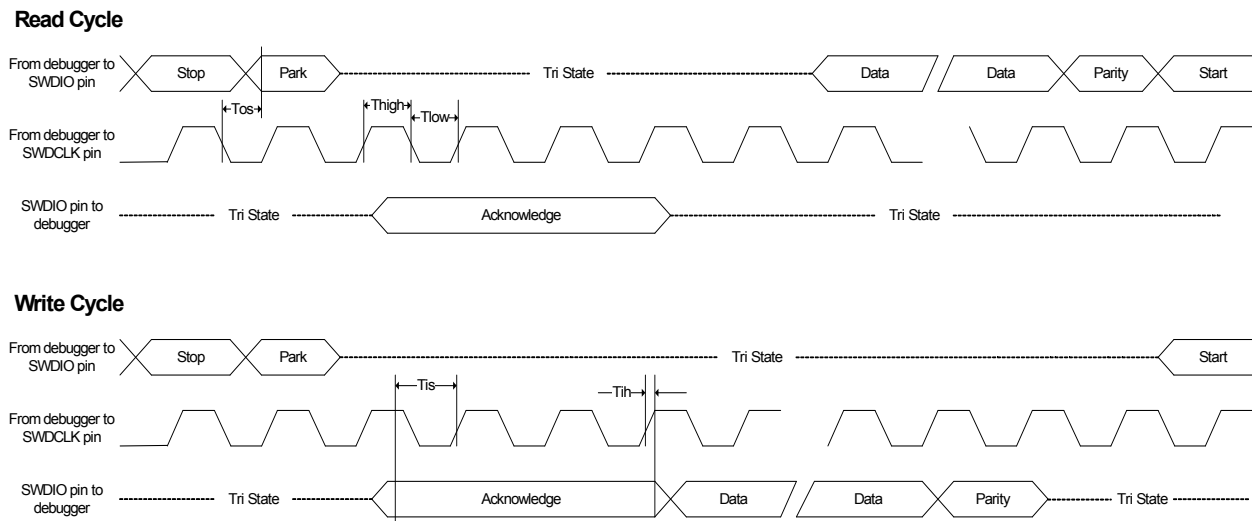 Read Cycle
From debugger to
SWDIO pin
Stop
Park
Tri State
Data
Data
Parity
Start
Tos
Thigh
Tlow
From debugger to
SWDCLK pin
SWDIO pin to
debugger
Tri State
Acknowledge
Tri State
Write Cycle
From debugger to
SWDIO pin
Stop
Park
Tri State
Start
Tis
Tih
From debugger to
SWDCLK pin
SWDIO pin to
debugger
Tri State
Acknowledge
Data
Data
Parity
Tri State